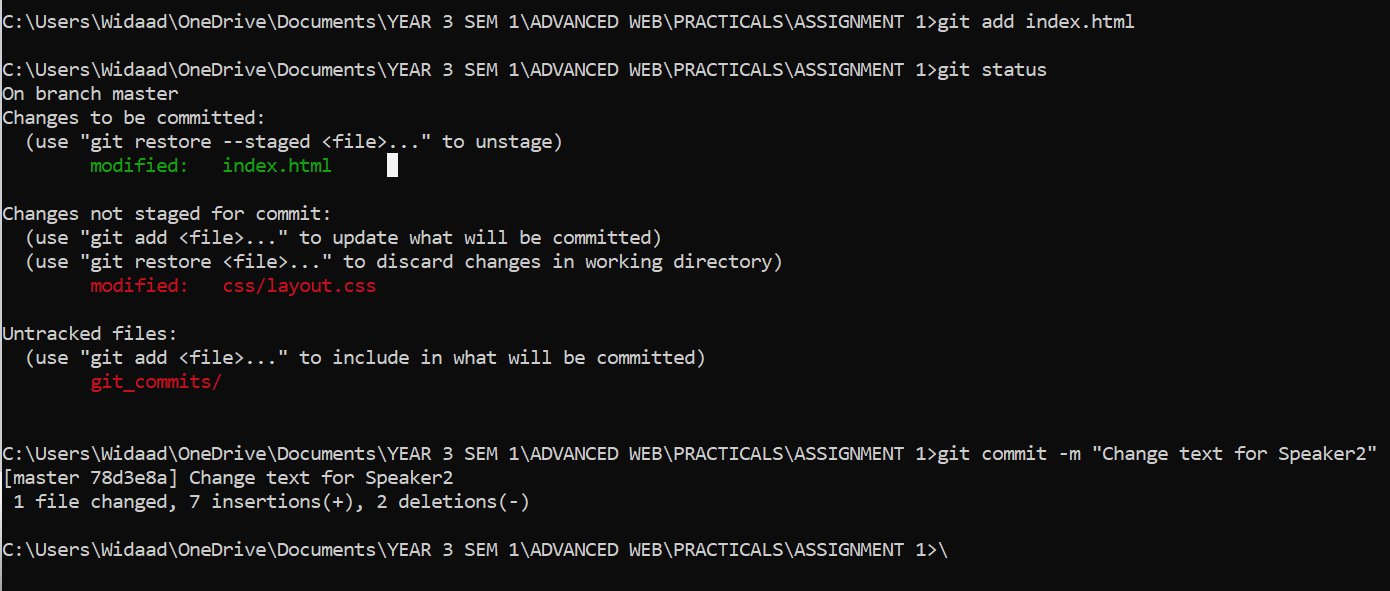 C:\Users\Widaad\OneDrive\Documents\YEAR 3 SEM 1\ADVANCED WEB\PRACTICALS\ASSIGNMENT 1>git add index.html
C:\Users\Widaad\OneDrive\Documents\YEAR 3 SEM 1\ADVANCED WEB\PRACTICALS\ASSIGNMENT 1>git status
On branch master
Changes to be committed:
  (use "git restore --staged <file>..." to unstage)
        modified:   index.html
Changes not staged for commit:
  (use "git add <file>..." to update what will be committed)
  (use "git restore <file>..." to discard changes in working directory)
        modified:   css/layout.css
Untracked files:
  (use "git add <file>..." to include in what will be committed)
        git_commits/
C:\Users\Widaad\OneDrive\Documents\YEAR 3 SEM 1\ADVANCED WEB\PRACTICALS\ASSIGNMENT 1>git commit -m "Change text for Speaker2"
[master 78d3e8a] Change text for Speaker2
 1 file changed, 7 insertions(+), 2 deletions(-)
C:\Users\Widaad\OneDrive\Documents\YEAR 3 SEM 1\ADVANCED WEB\PRACTICALS\ASSIGNMENT 1>\